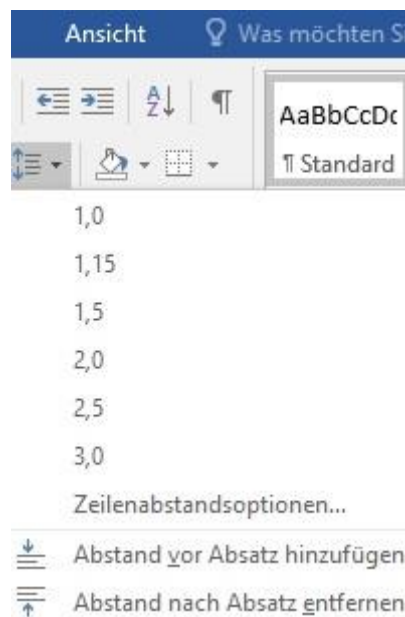 Ansicht
Was möchten
¶
AaBbCcDc
¶ Standard
1,0
1,15
1,5
2,0
2,5
3,0
Zeilenabstandsoptionen...
Abstand vor Absatz hinzufügen
Abstand nach Absatz entfernen